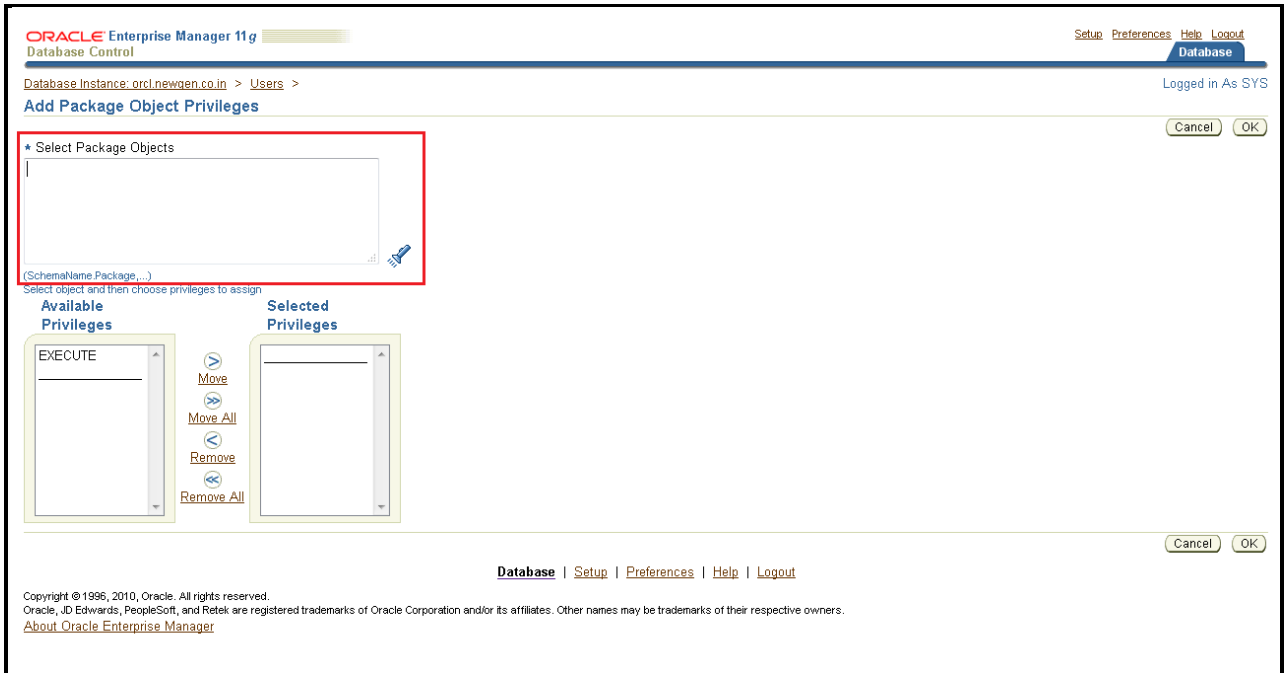 ORACLE Enterprise Manager 11g
Database Control
Setup Preferences Help Logout
Database
Database Instance: orcl.newgen.co.in > Users >
Logged in As SYS
Add Package Object Privileges
Cancel OK
* Select Package Objects
(SchemaName.Package,...)
Select object and then choose privileges to assign
Available Privileges
Selected Privileges
EXECUTE
Move
Move All
Remove
Remove All
Cancel OK
Database | Setup | Preferences | Help | Logout
Copyright © 1996, 2010, Oracle. All rights reserved.
Oracle, JD Edwards, PeopleSoft, and Retek are registered trademarks of Oracle Corporation and/or its affiliates. Other names may be trademarks of their respective owners.
About Oracle Enterprise Manager